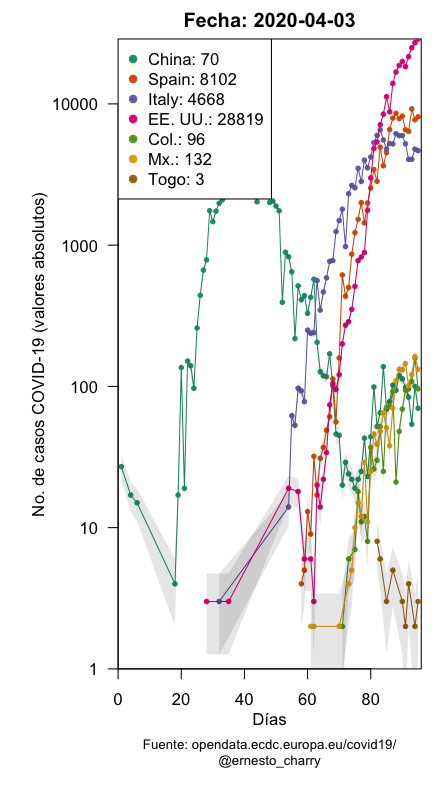 Fecha: 2020-04-03
China: 70
Spain: 8102
Italy: 4668
EE. UU.: 28819
Col.: 96
Mx.: 132
Togo: 3
No. de casos COVID-19 (valores absolutos)
10000
1000
100
10
1
0 20 40 60 80
Días
Fuente: opendata.ecdc.europa.eu/covid19/
@ernesto_charry